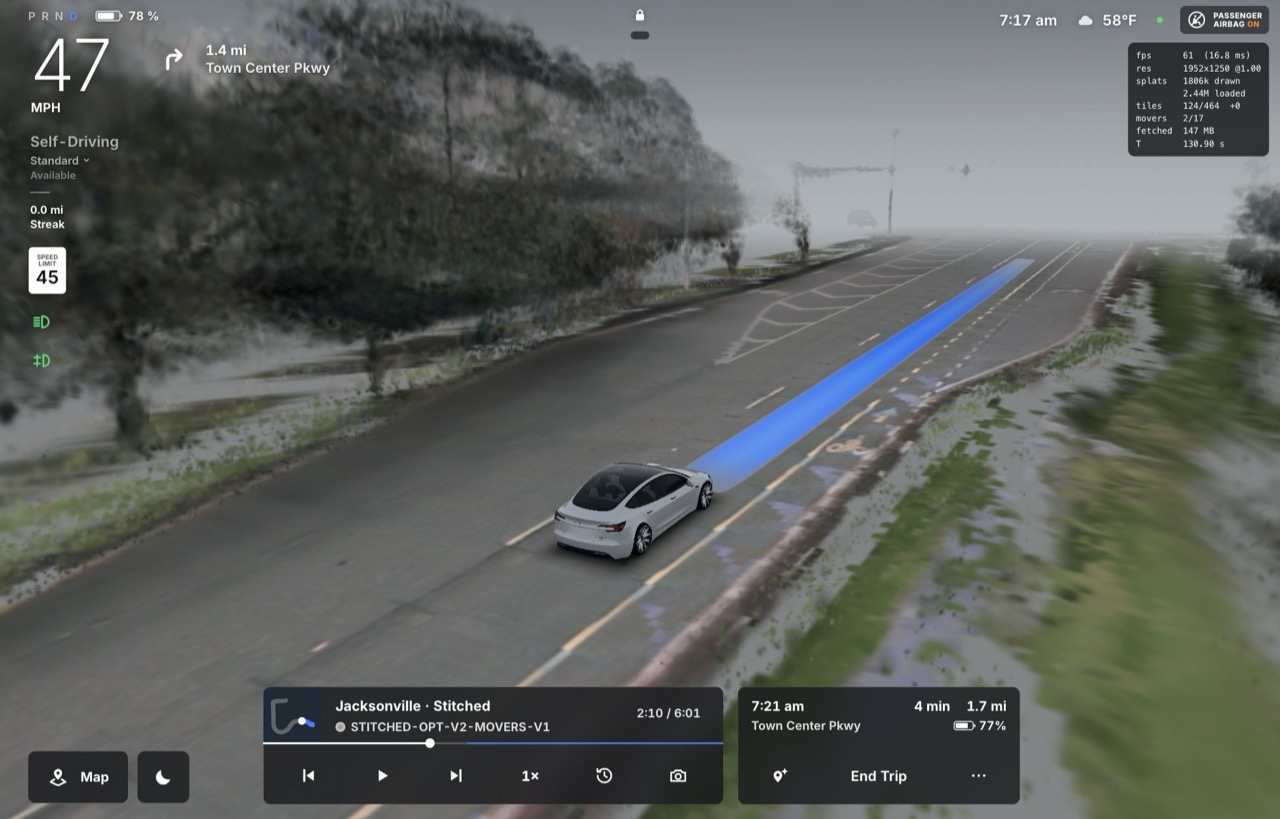 P R N D
78 %
7:17 am
58°F
PASSENGER
AIRBAG ON
47
MPH
1.4 mi
Town Center Pkwy
fps 61 (16.8 ms)
res 1952x1250 @1.00
splats 1806k drawn
2.44M loaded
tiles 124/464 +0
movers 2/17
fetched 147 MB
T 130.90 s
Self-Driving
Standard
Available
0.0 mi
Streak
SPEED
LIMIT
45
Jacksonville · Stitched
STITCHED-OPT-V2-MOVERS-V1
2:10 / 6:01
1×
7:21 am
4 min
1.7 mi
Town Center Pkwy
77%
End Trip
Map